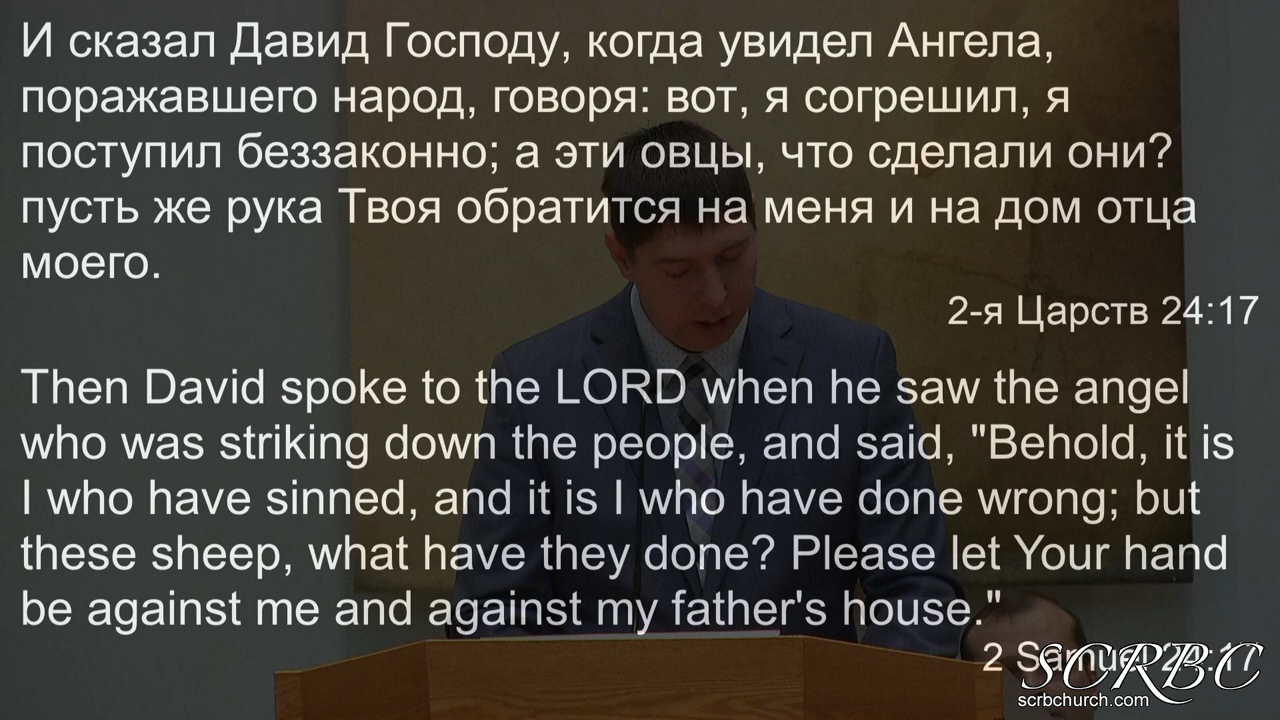 И сказал Давид Господу, когда увидел Ангела,
поражавшего народ, говоря: вот, я согрешил, я
поступил беззаконно; а эти овцы, что сделали они?
пусть же рука Твоя обратится на меня и на дом отца
моего.
2-я Царств 24:17
Then David spoke to the LORD when he saw the angel
who was striking down the people, and said, "Behold, it is
I who have sinned, and it is I who have done wrong; but
these sheep, what have they done? Please let Your hand
be against me and against my father's house."
2 Samuel 24:17
SCRBC
scrbchurch.com